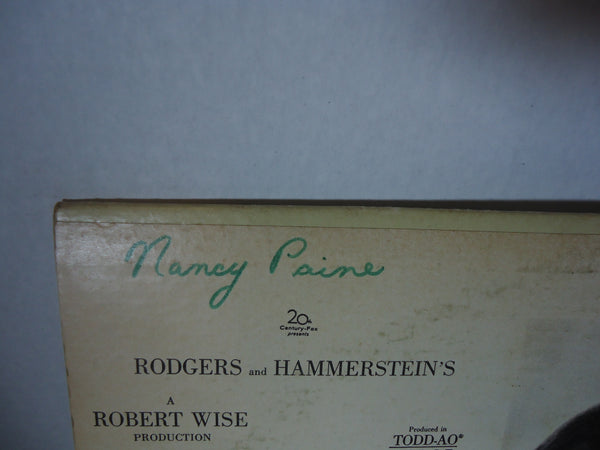 Nancy Paine
20th
Century-Fox
presents
RODGERS and HAMMERSTEIN'S
A
ROBERT WISE
PRODUCTION
Produced in
TODD-AO®